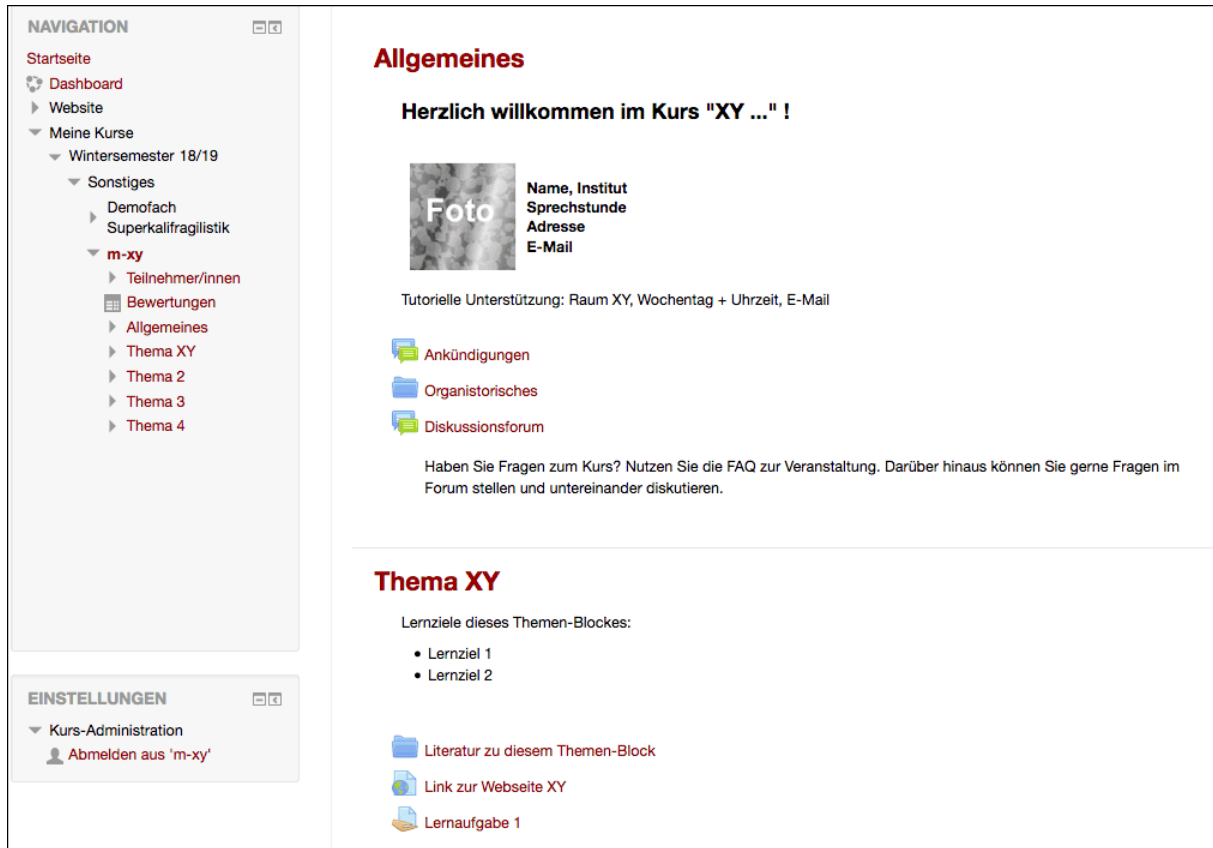 NAVIGATION
Startseite
Dashboard
Website
Meine Kurse
Wintersemester 18/19
Sonstiges
Demofach
Superkalifragilistik
m-xy
Teilnehmer/innen
Bewertungen
Allgemeines
Thema XY
Thema 2
Thema 3
Thema 4
EINSTELLUNGEN
Kurs-Administration
Abmelden aus 'm-xy'
Allgemeines
Herzlich willkommen im Kurs "XY ..." !
Foto
Name, Institut
Sprechstunde
Adresse
E-Mail
Tutorielle Unterstützung: Raum XY, Wochentag + Uhrzeit, E-Mail
Ankündigungen
Organistorisches
Diskussionsforum
Haben Sie Fragen zum Kurs? Nutzen Sie die FAQ zur Veranstaltung. Darüber hinaus können Sie gerne Fragen im
Forum stellen und untereinander diskutieren.
Thema XY
Lernziele dieses Themen-Blockes:
• Lernziel 1
• Lernziel 2
Literatur zu diesem Themen-Block
Link zur Webseite XY
Lernaufgabe 1